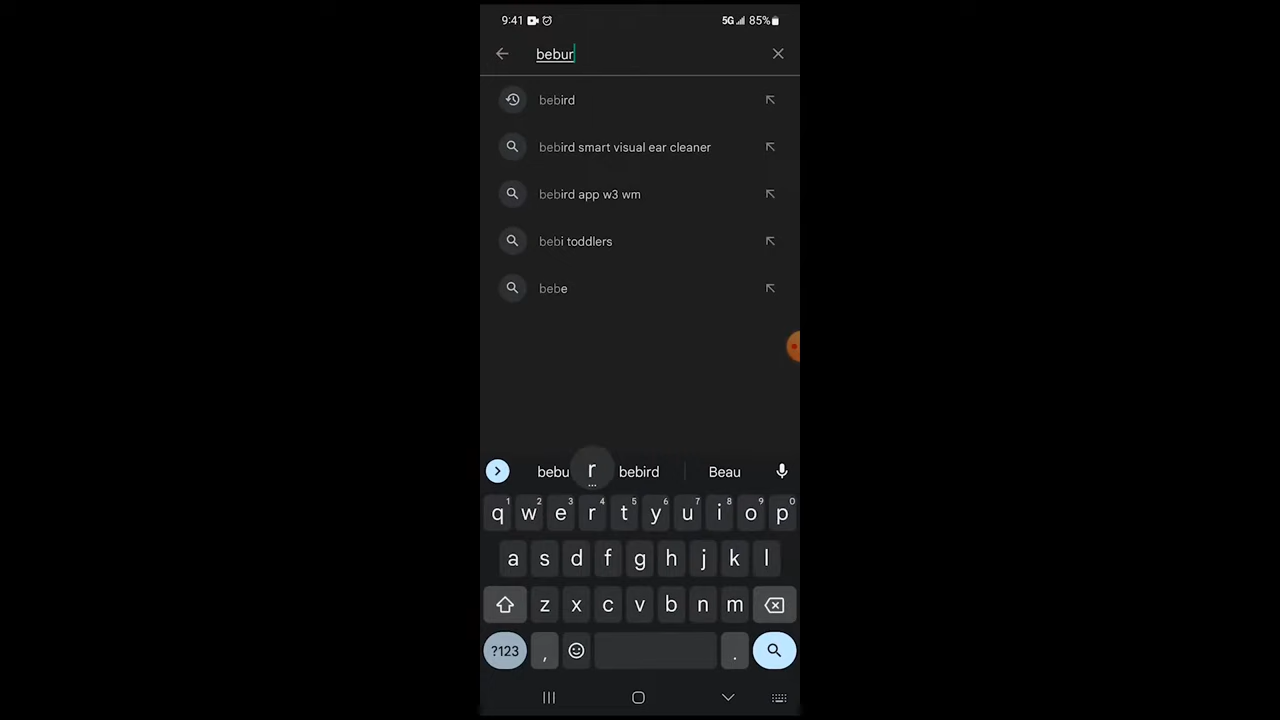 9:41 5G 85%
bebur
bebird
bebird smart visual ear cleaner
bebird app w3 wm
bebi toddlers
bebe
bebu r bebird Beau
1 2 3 4 5 6 7 8 9 0
q w e r t y u i o p
a s d f g h j k l
z x c v b n m
?123 , .